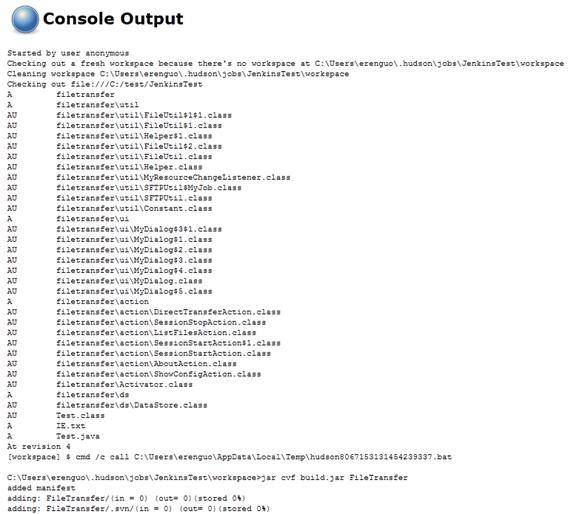 Console Output
Started by user anonymous
Checking out a fresh workspace because there's no workspace at C:\Users\erenguo\.hudson\jobs\JenkinsTest\workspace
Cleaning workspace C:\Users\erenguo\.hudson\jobs\JenkinsTest\workspace
Checking out file:///C:/test/JenkinsTest
A filetransfer
A filetransfer\util
AU filetransfer\util\FileUtil$1$1.class
AU filetransfer\util\FileUtil$1.class
AU filetransfer\util\Helper$1.class
AU filetransfer\util\FileUtil$2.class
AU filetransfer\util\FileUtil.class
AU filetransfer\util\Helper.class
AU filetransfer\util\MyResourceChangeListener.class
AU filetransfer\util\SFTPUtil$MyJob.class
AU filetransfer\util\SFTPUtil.class
AU filetransfer\util\Constant.class
A filetransfer\ui
AU filetransfer\ui\MyDialog$3$1.class
AU filetransfer\ui\MyDialog$1.class
AU filetransfer\ui\MyDialog$2.class
AU filetransfer\ui\MyDialog$3.class
AU filetransfer\ui\MyDialog$4.class
AU filetransfer\ui\MyDialog.class
AU filetransfer\ui\MyDialog$5.class
A filetransfer\action
AU filetransfer\action\DirectTransferAction.class
AU filetransfer\action\SessionStopAction.class
AU filetransfer\action\ListFilesAction.class
AU filetransfer\action\SessionStartAction$1.class
AU filetransfer\action\SessionStartAction.class
AU filetransfer\action\AboutAction.class
AU filetransfer\action\ShowConfigAction.class
AU filetransfer\Activator.class
A filetransfer\ds
AU filetransfer\ds\DataStore.class
AU Test.class
A IE.txt
A Test.java
At revision 4
[workspace] $ cmd /c call C:\Users\erenguo\AppData\Local\Temp\hudson8067153131454239337.bat
C:\Users\erenguo\.hudson\jobs\JenkinsTest\workspace>jar cvf build.jar FileTransfer
added manifest
adding: FileTransfer/(in = 0) (out= 0)(stored 0%)
adding: FileTransfer/.svn/(in = 0) (out= 0)(stored 0%)